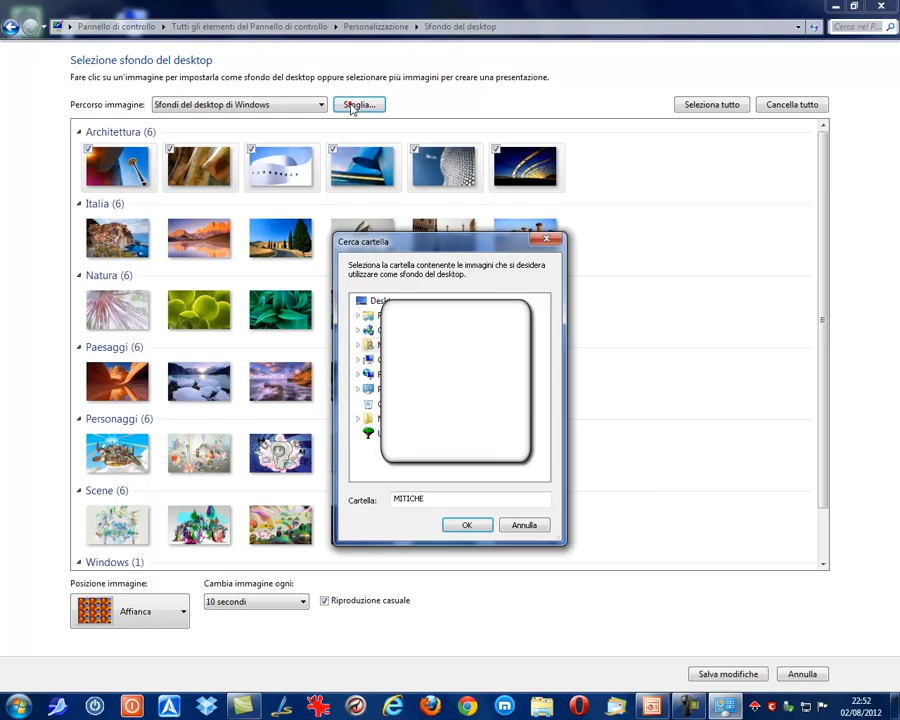 Pannello di controllo
Tutti gli elementi del Pannello di controllo
Personalizzazione
Sfondo del desktop
Cerca nel P...
Selezione sfondo del desktop
Fare clic su un'immagine per impostarla come sfondo del desktop oppure selezionare più immagini per creare una presentazione.
Percorso immagine:
Sfondi del desktop di Windows
Sfoglia...
Seleziona tutto
Cancella tutto
Architettura (6)
Italia (6)
Natura (6)
Paesaggi (6)
Personaggi (6)
Scene (6)
Windows (1)
Cerca cartella
Seleziona la cartella contenente le immagini che si desidera
utilizzare come sfondo del desktop.
Cartella:
MITICHE
OK
Annulla
Posizione immagine:
Affianca
Cambia immagine ogni:
10 secondi
Riproduzione casuale
Salva modifiche
Annulla
22:52
02/08/2012